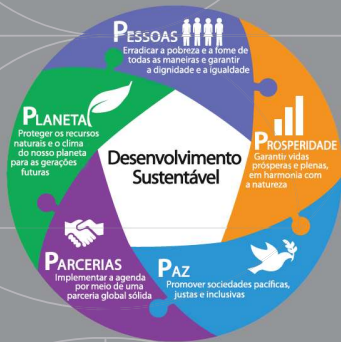 PESSOAS
Erradicar a pobreza e a fome de
todas as maneiras e garantir
a dignidade e a igualdade
PLANETA
Proteger os recursos
naturais e o clima
do nosso planeta
para as gerações
futuras
Desenvolvimento
Sustentável
PROSPERIDADE
Garantir vidas
prósperas e plenas,
em harmonia com
a natureza
PARCERIAS
Implementar a agenda
por meio de uma
parceria global sólida
PAZ
Promover sociedades pacíficas,
justas e inclusivas